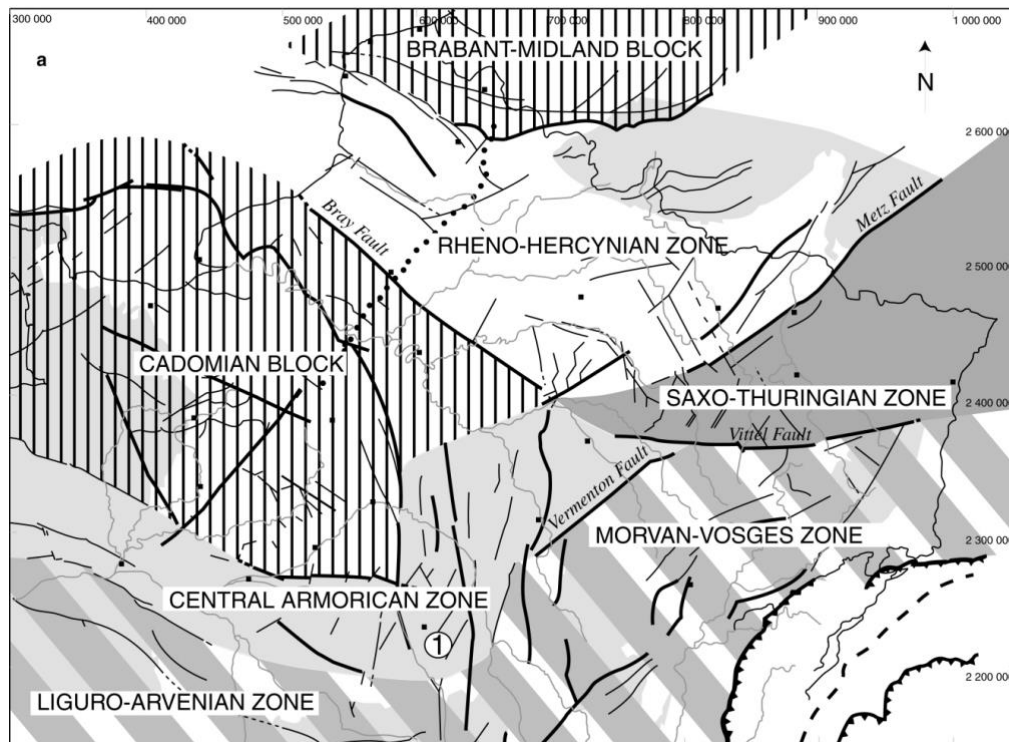 300 000 400 000 500 000 600 000 700 000 800 000 900 000 1 000 000
a
BRABANT-MIDLAND BLOCK
N
2 600 000
Bray Fault
Metz Fault
RHENO-HERCYNIAN ZONE
2 500 000
CADOMIAN BLOCK
SAXO-THURINGIAN ZONE
2 400 000
Vittel Fault
Vermenton Fault
MORVAN-VOSGES ZONE
2 300 000
CENTRAL ARMORICAN ZONE
1
2 200 000
LIGURO-ARVENIAN ZONE